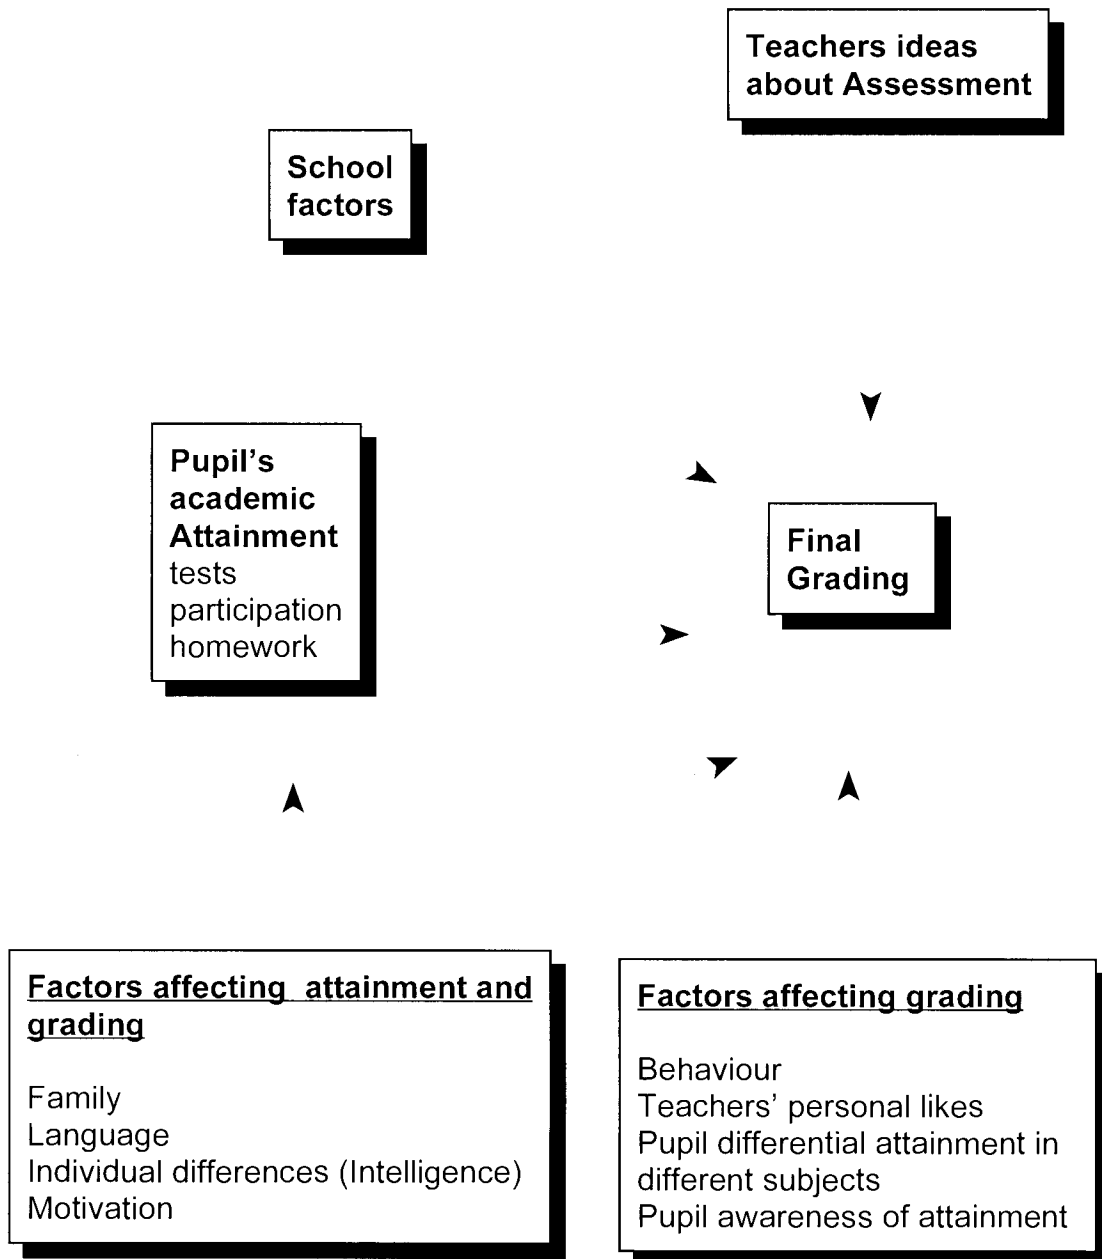 Teachers ideas
about Assessment
School
factors
Pupil's
academic
Attainment
tests
participation
homework
Final
Grading
Factors affecting attainment and
grading
Family
Language
Individual differences (Intelligence)
Motivation
Factors affecting grading
Behaviour
Teachers' personal likes
Pupil differential attainment in
different subjects
Pupil awareness of attainment